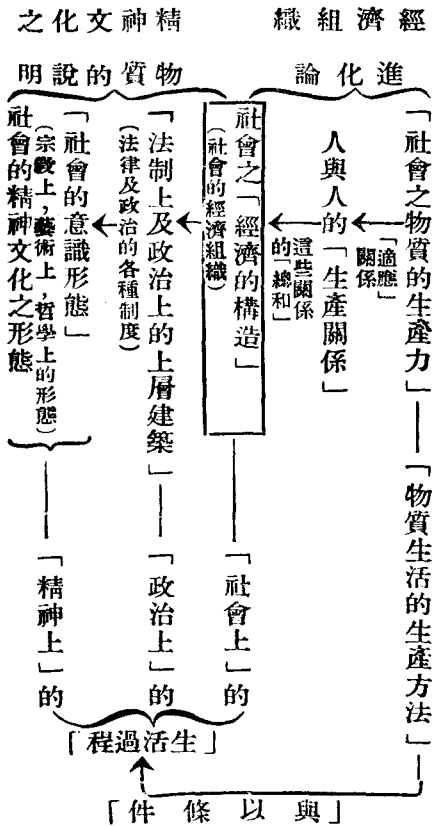 經濟組織
進化論
「社會之物質的生產力」——「物質生活的生產方法」
「適應」
關係
人與人的「生產關係」
這些關係
的「總和」
社會之「經濟的構造」——「社會上」的
(社會的經濟組織)
精神文化之
物質的說明
「法制上及政治上的上層建築」——「政治上」的
(法律及政治的各種制度)
「社會的意識形態」
(宗敎上,藝術上,哲學上的形態)
社會的精神文化之形態——「精神上」的
「生活過程」
「與以條件」